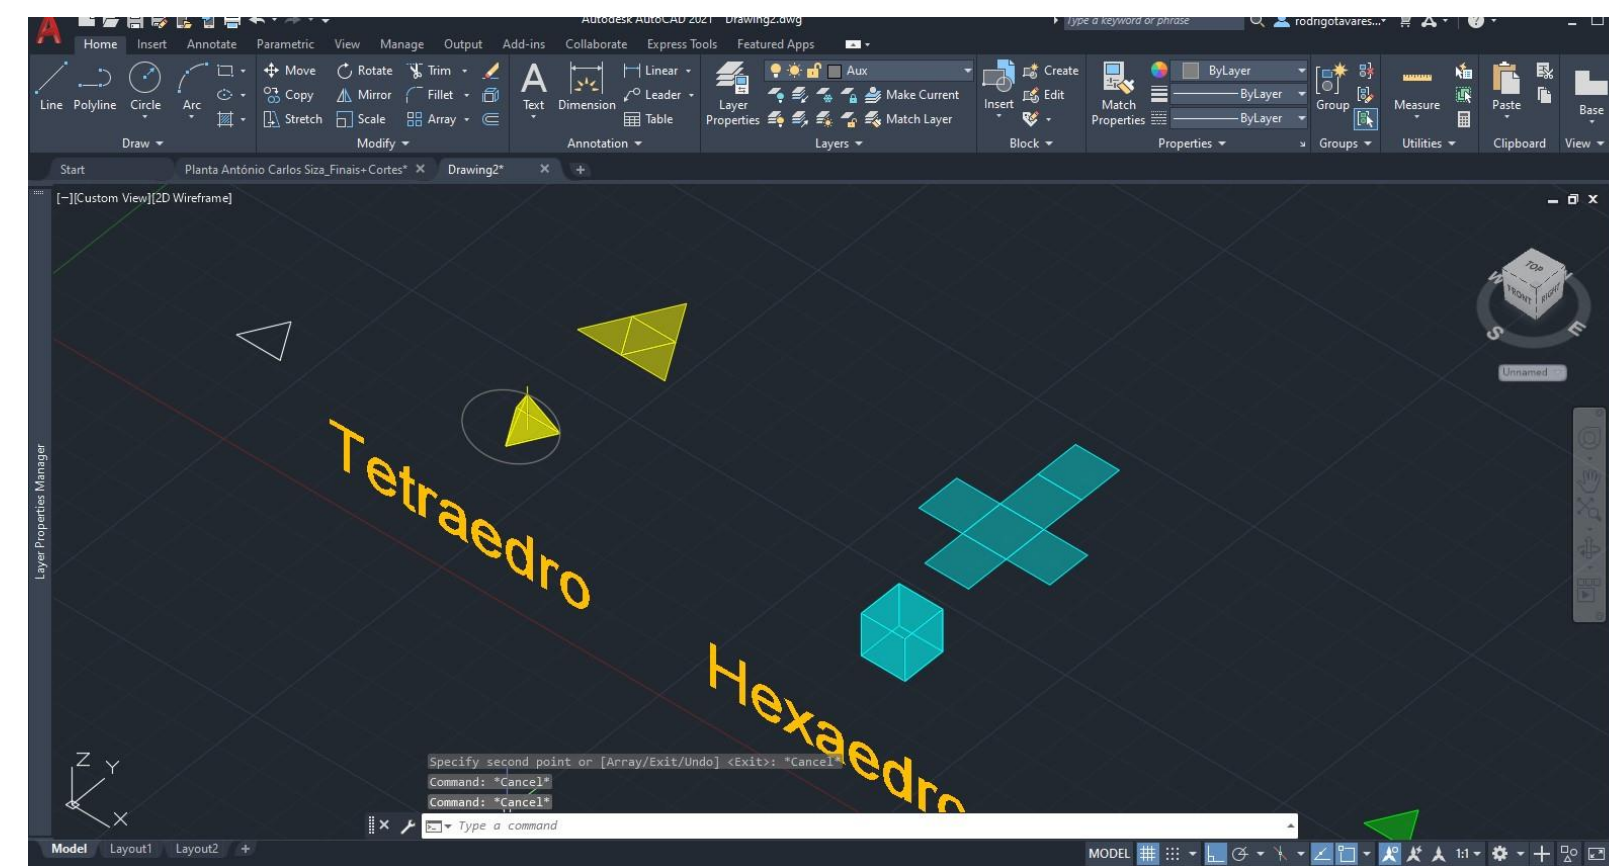 Autodesk AutoCAD 2021 Drawing2.dwg
Type a keyword or phrase
rodrigotavares...
Home Insert Annotate Parametric View Manage Output Add-ins Collaborate Express Tools Featured Apps
Move Rotate Trim Linear Aux Create ByLayer
Copy Mirror Fillet Leader Make Current Edit ByLayer
Line Polyline Circle Arc Text Dimension Layer Properties Insert Match Properties Group Measure Paste Base
Stretch Scale Array Table Match Layer ByLayer
Draw Modify Annotation Layers Block Properties Groups Utilities Clipboard View
Start Planta António Carlos Siza_Finais+Cortes* Drawing2*
[−][Custom View][2D Wireframe]
TOP
FRONT RIGHT
W
S E
Unnamed
Layer Properties Manager
Tetraedro
Hexaedro
Z Y
X
Specify second point or [Array/Exit/Undo] <Exit>: *Cancel*
Command: *Cancel*
Command: *Cancel*
Type a command
Model Layout1 Layout2 +
MODEL 1:1